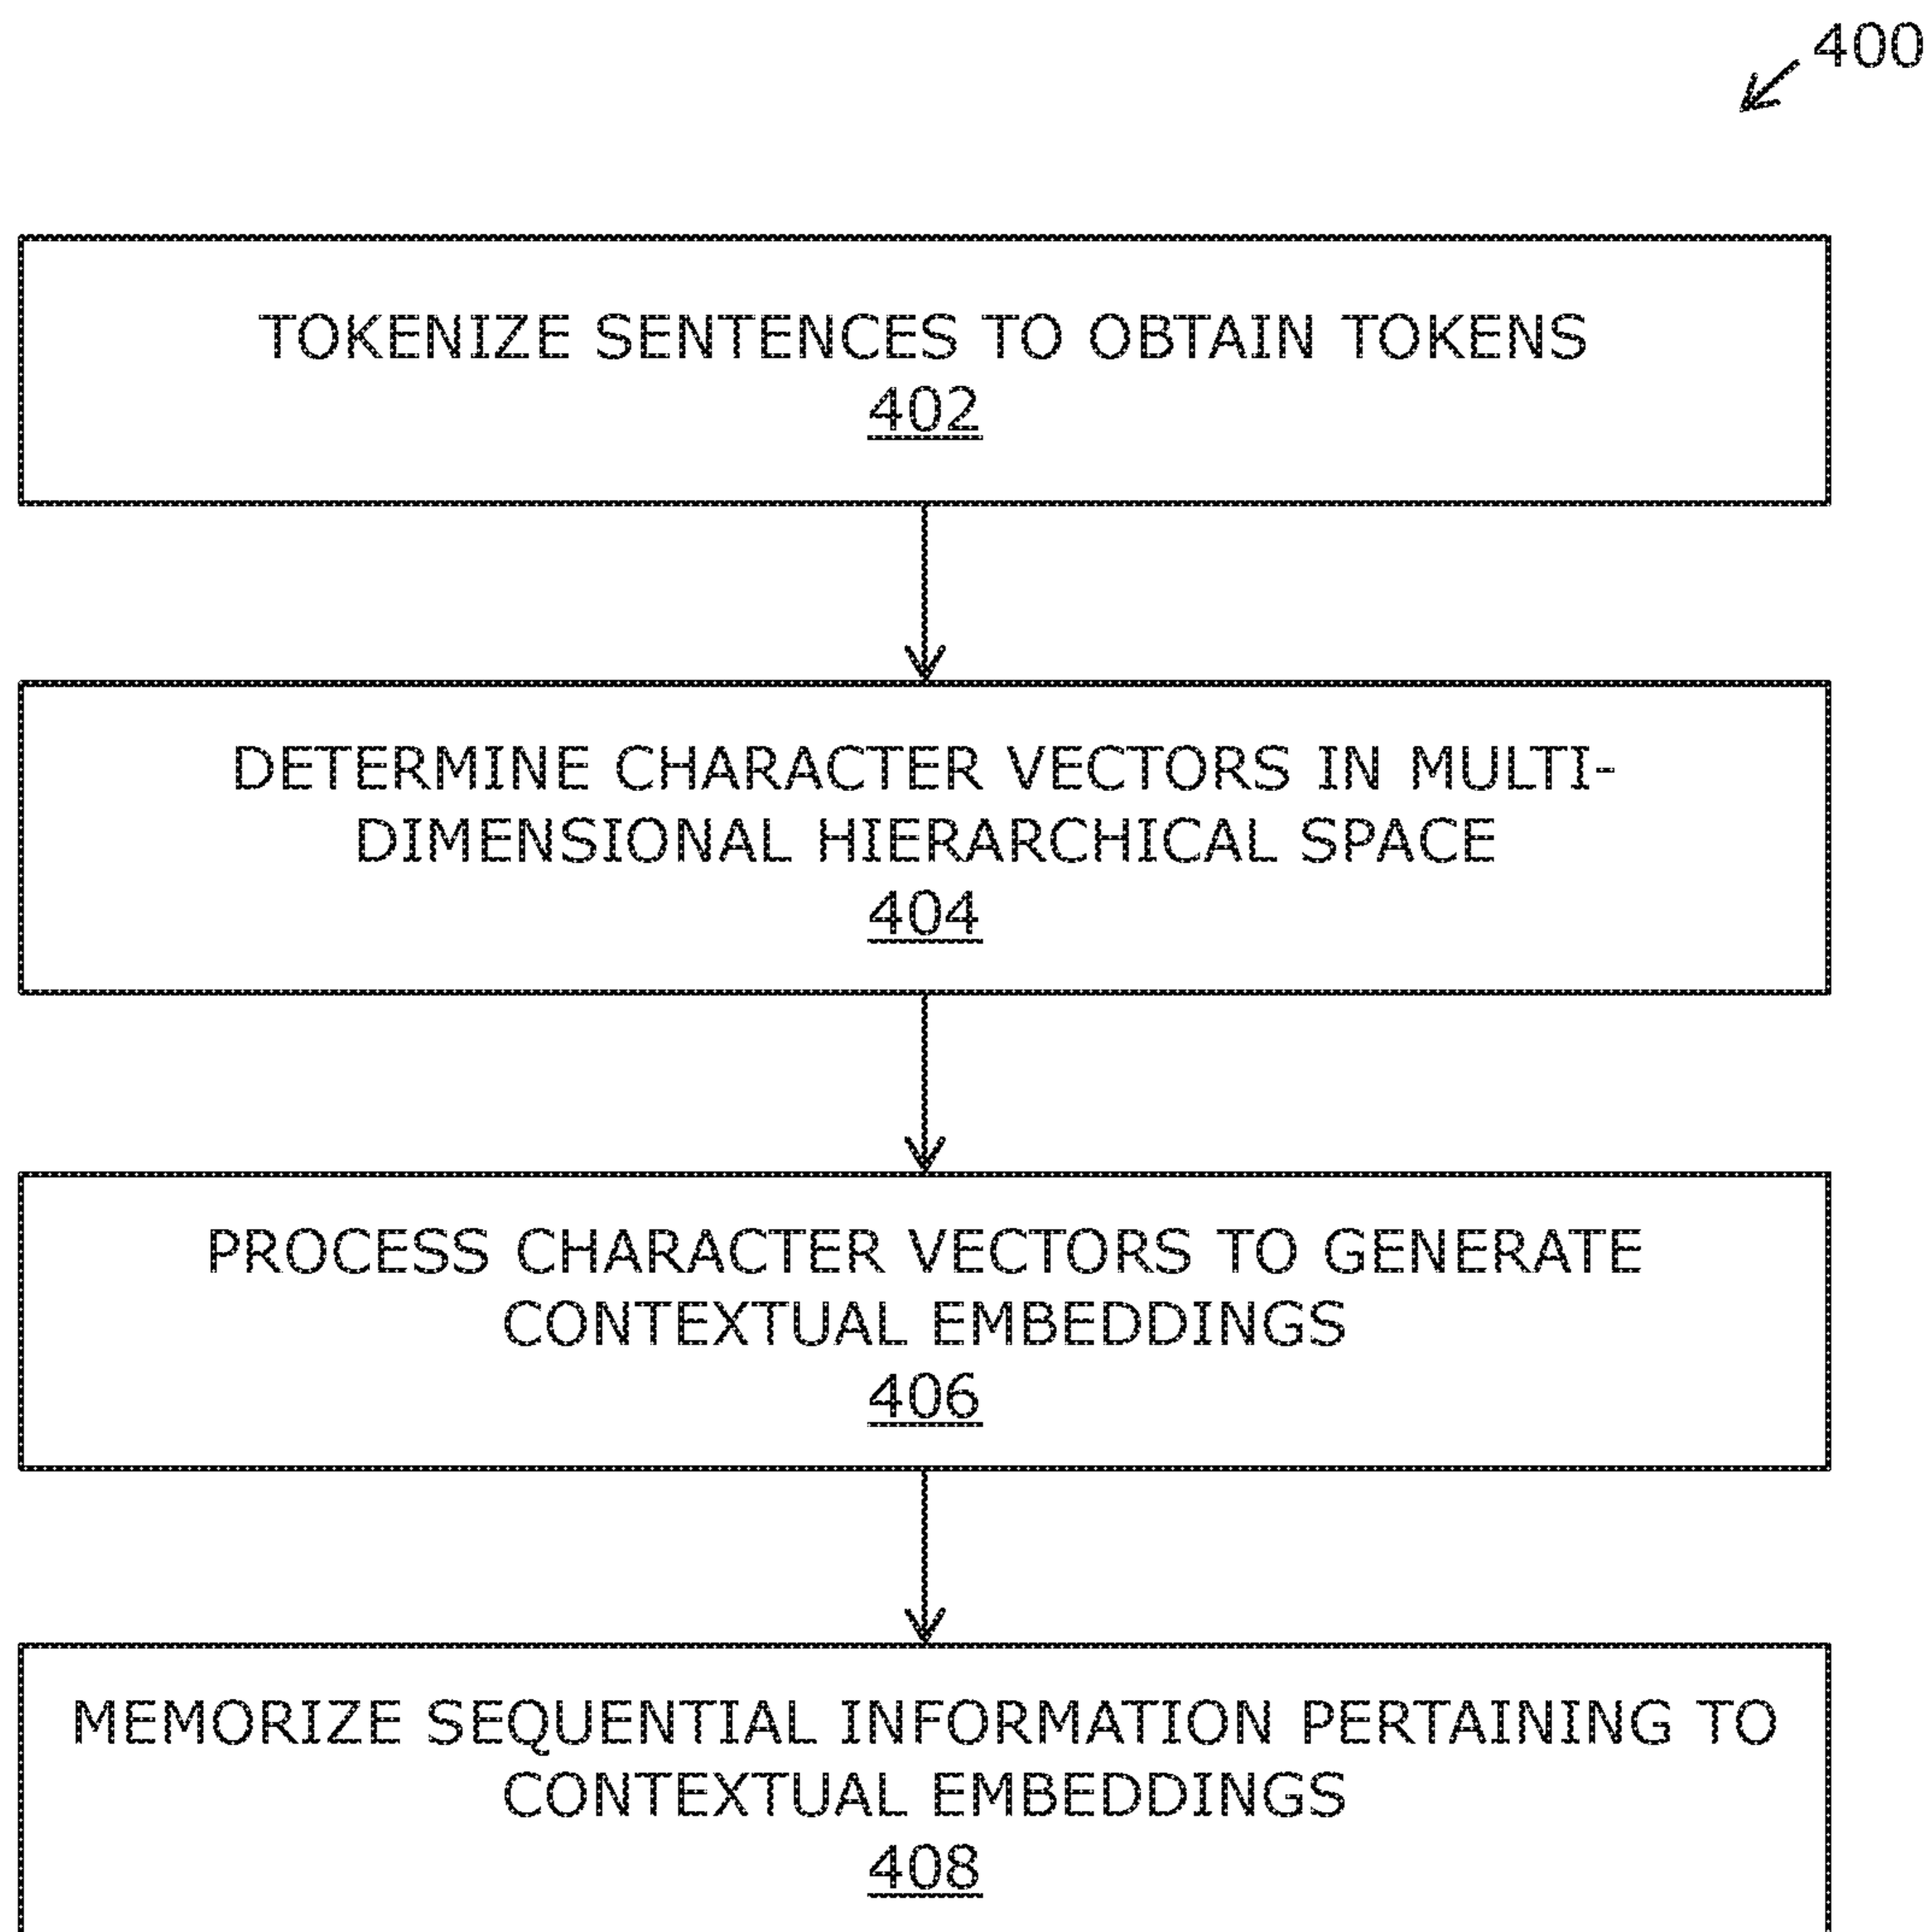 400
TOKENIZE SENTENCES TO OBTAIN TOKENS
402
DETERMINE CHARACTER VECTORS IN MULTI-
DIMENSIONAL HIERARCHICAL SPACE
404
PROCESS CHARACTER VECTORS TO GENERATE
CONTEXTUAL EMBEDDINGS
406
MEMORIZE SEQUENTIAL INFORMATION PERTAINING TO
CONTEXTUAL EMBEDDINGS
408